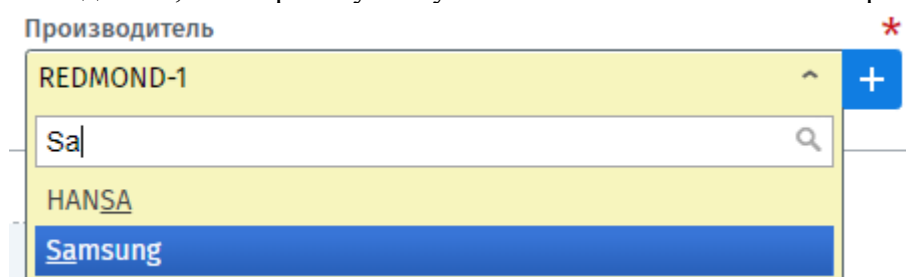 Производитель *
REDMOND-1
+
Sa
HANSA
Samsung